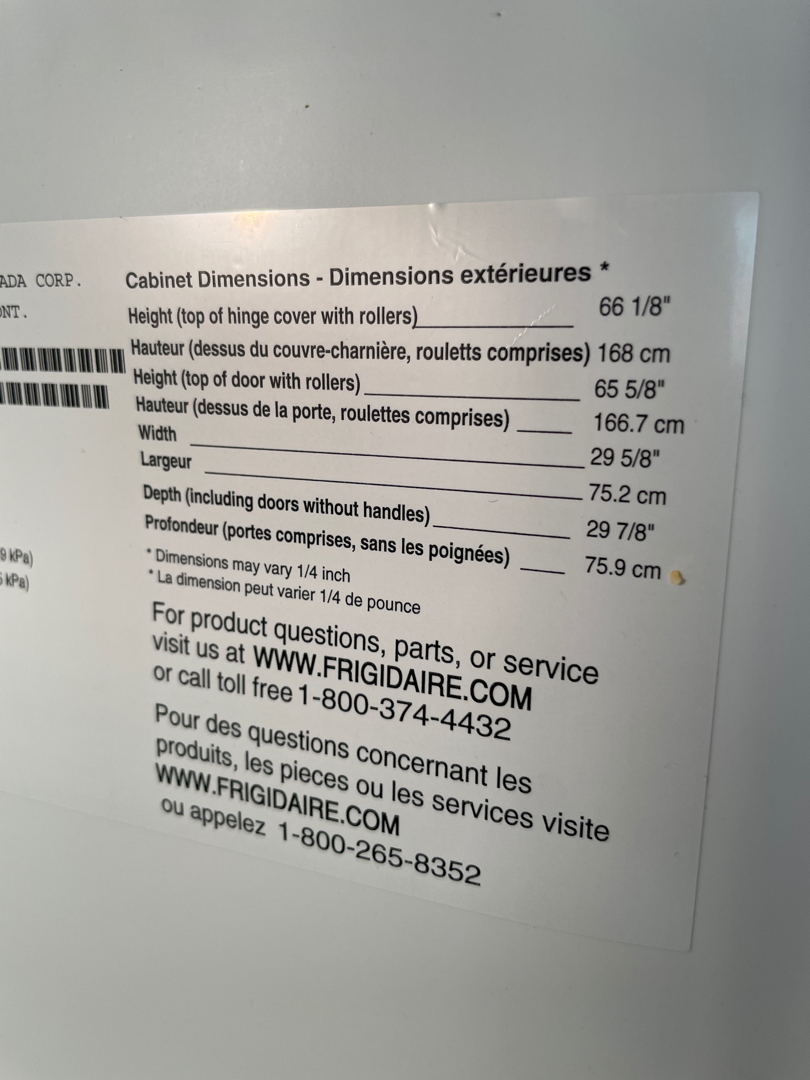 ADA CORP.
ONT.
9 kPa)
kPa)
Cabinet Dimensions - Dimensions extérieures *
Height (top of hinge cover with rollers) 66 1/8"
Hauteur (dessus du couvre-charnière, rouletts comprises) 168 cm
Height (top of door with rollers) 65 5/8"
Hauteur (dessus de la porte, roulettes comprises) 166.7 cm
Width 29 5/8"
Largeur 75.2 cm
Depth (including doors without handles) 29 7/8"
Profondeur (portes comprises, sans les poignées) 75.9 cm
* Dimensions may vary 1/4 inch
* La dimension peut varier 1/4 de pounce
For product questions, parts, or service
visit us at WWW.FRIGIDAIRE.COM
or call toll free 1-800-374-4432
Pour des questions concernant les
produits, les pieces ou les services visite
WWW.FRIGIDAIRE.COM
ou appelez 1-800-265-8352